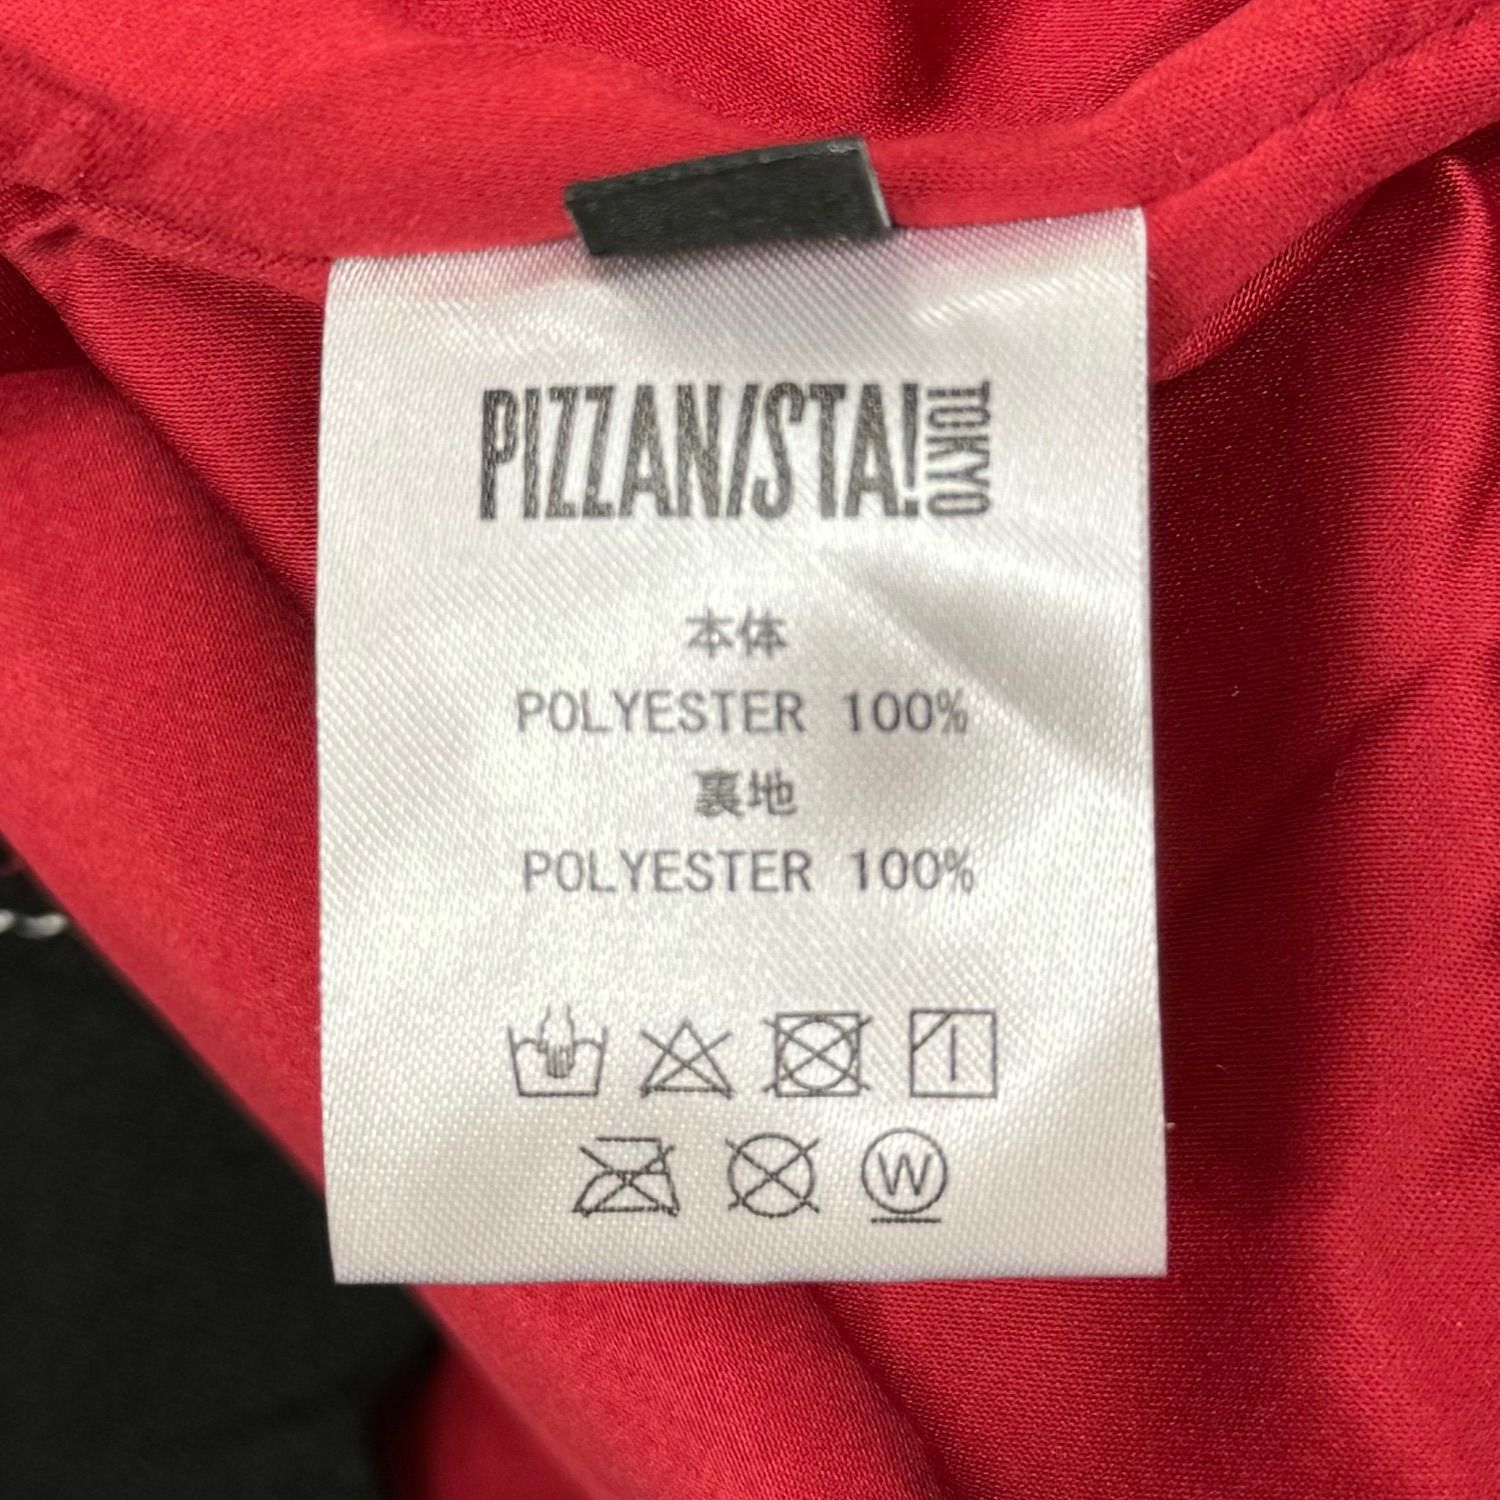 PIZZANISTA! TOKYO
本体
POLYESTER 100%
裏地
POLYESTER 100%
W